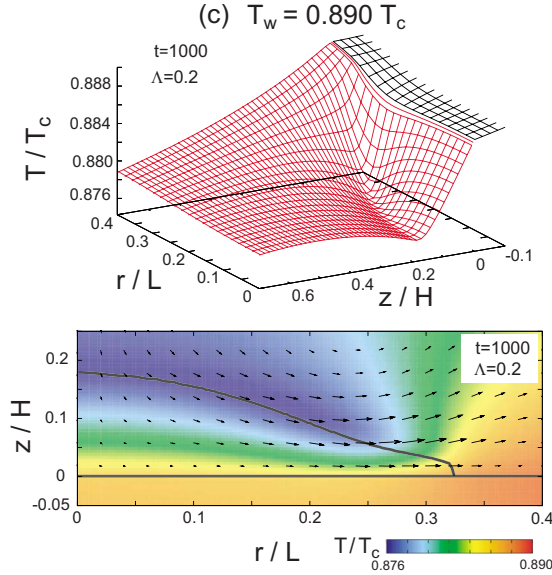 (c) T_w = 0.890 T_c
t=1000
Λ=0.2
T / T_c
0.888
0.884
0.880
0.876
0.4
0.3
0.2
0.1
0
r / L
0.6
0.4
0.2
0
-0.1
z / H
t=1000
Λ=0.2
z / H
0.2
0.1
0
-0.05
0
0.1
0.2
0.3
0.4
r / L
T/T_c
0.876
0.890